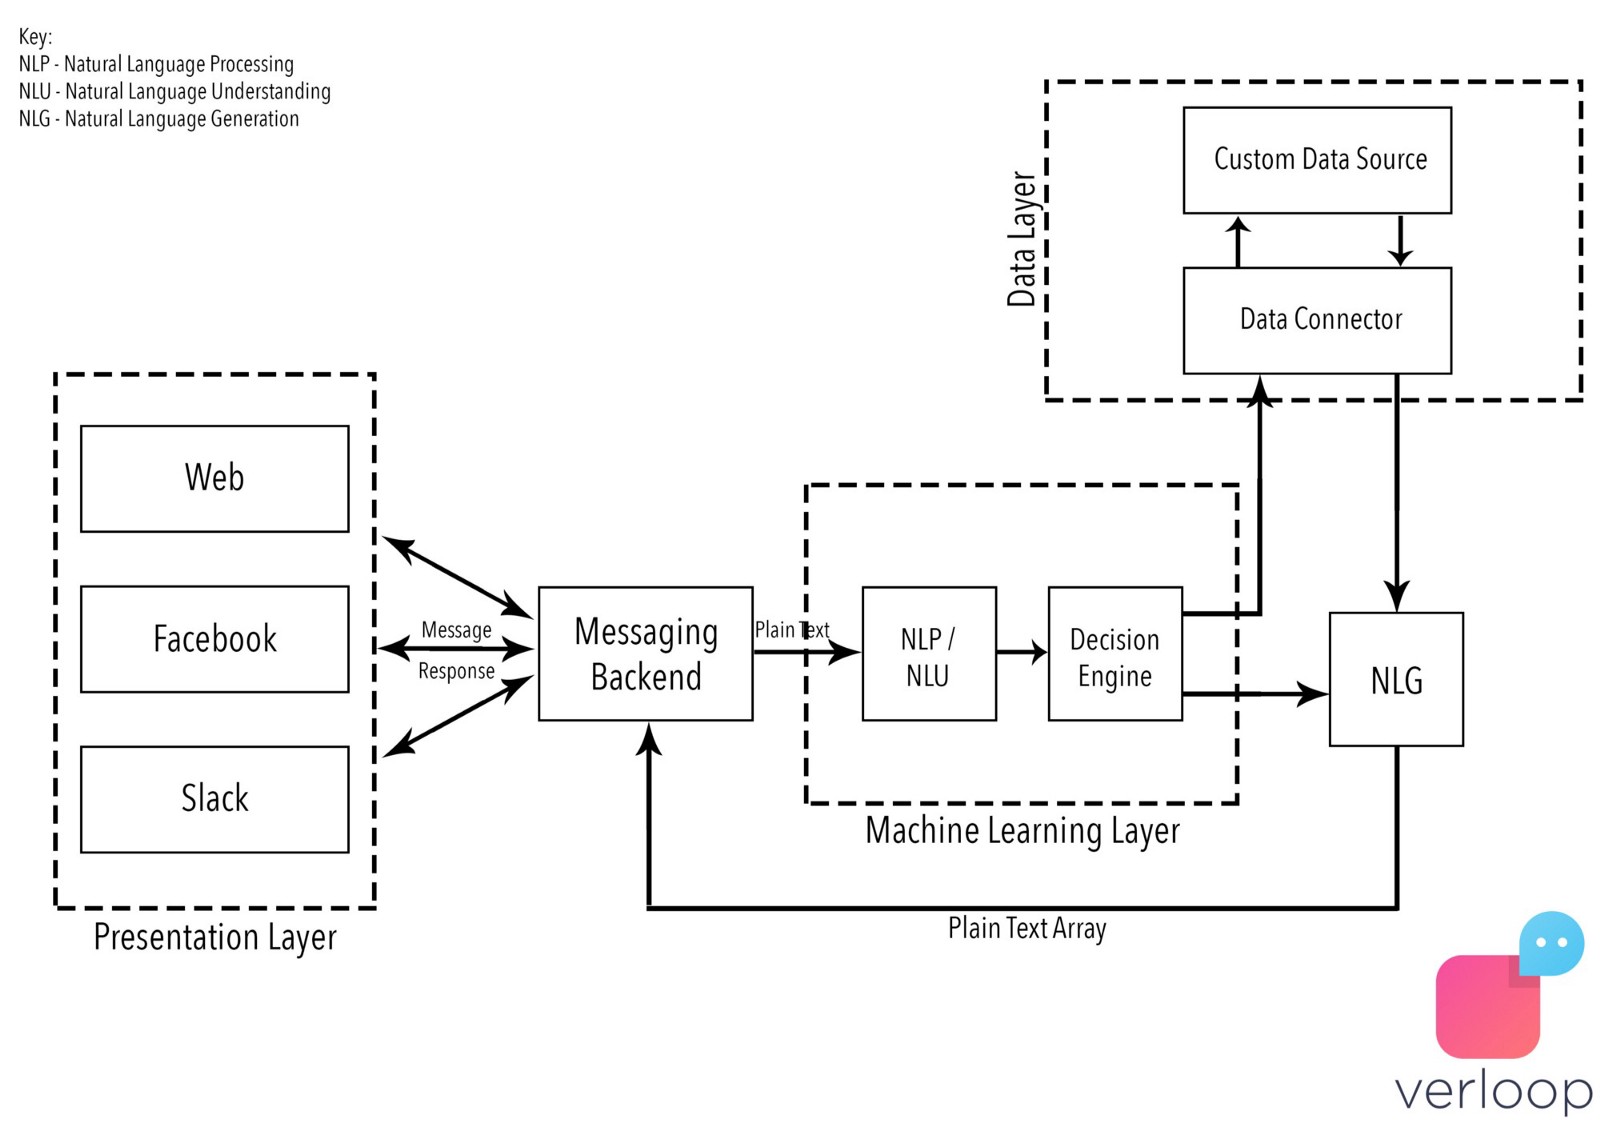 Key:
NLP - Natural Language Processing
NLU - Natural Language Understanding
NLG - Natural Language Generation
Data Layer
Custom Data Source
Data Connector
Web
Facebook
Slack
Presentation Layer
Message
Response
Messaging
Backend
Plain Text
NLP /
NLU
Decision
Engine
Machine Learning Layer
NLG
Plain Text Array
verloop